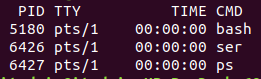 PID TTY TIME CMD
5180 pts/1 00:00:00 bash
6426 pts/1 00:00:00 ser
6427 pts/1 00:00:00 ps